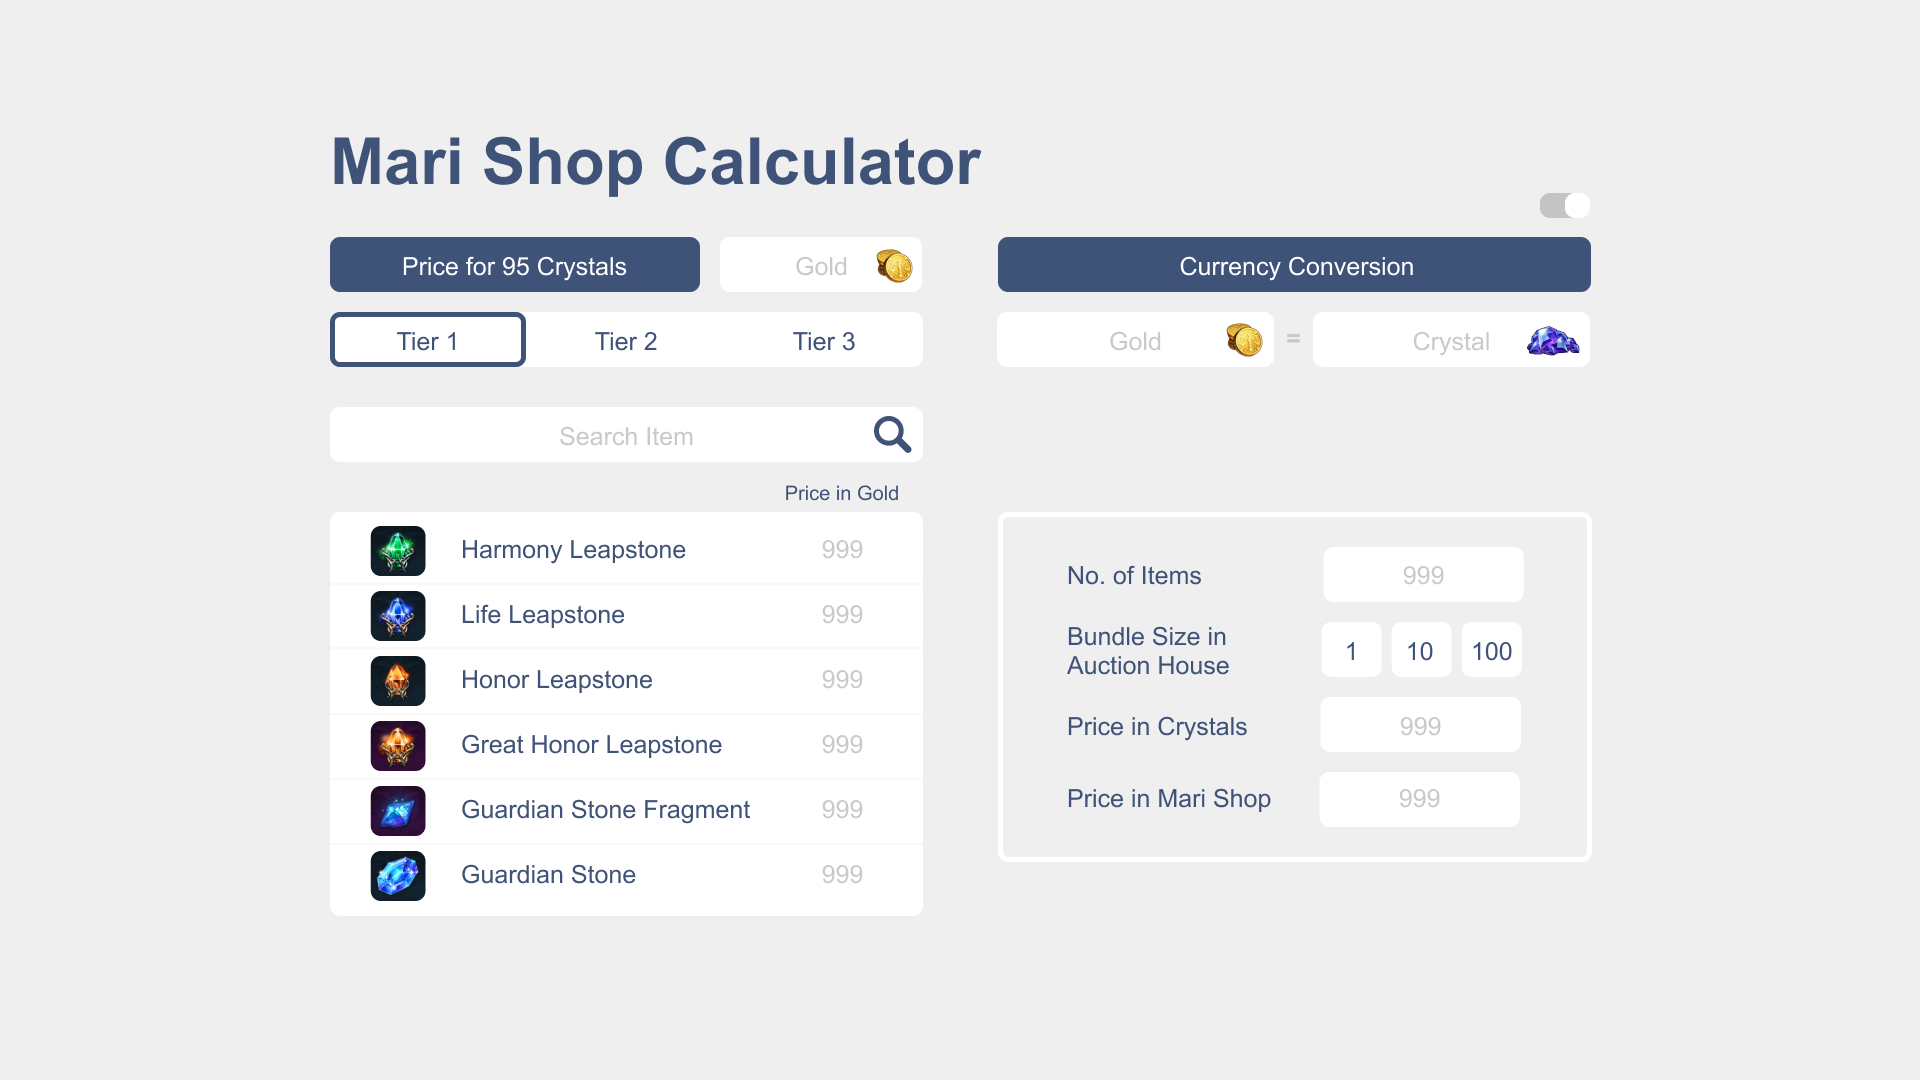 Mari Shop Calculator
Price for 95 Crystals
Gold
Currency Conversion
Tier 1
Tier 2
Tier 3
Gold
=
Crystal
Search Item
Price in Gold
Harmony Leapstone
999
Life Leapstone
999
Honor Leapstone
999
Great Honor Leapstone
999
Guardian Stone Fragment
999
Guardian Stone
999
No. of Items
999
Bundle Size in
Auction House
1
10
100
Price in Crystals
999
Price in Mari Shop
999